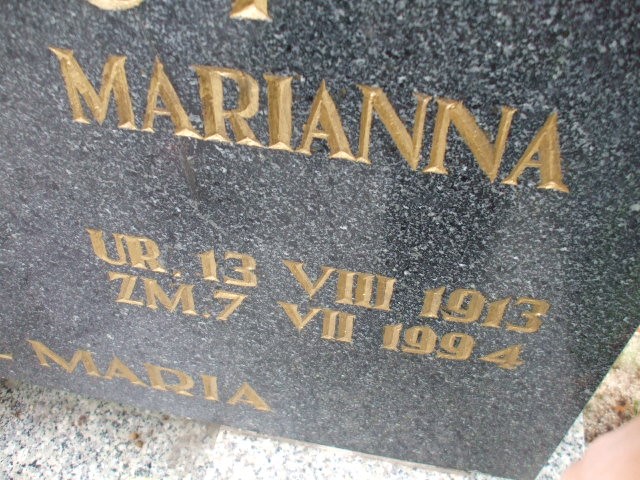 MARIANNA
UR. 13 VIII 1913
ZM. 7 VII 1994
- MARIA